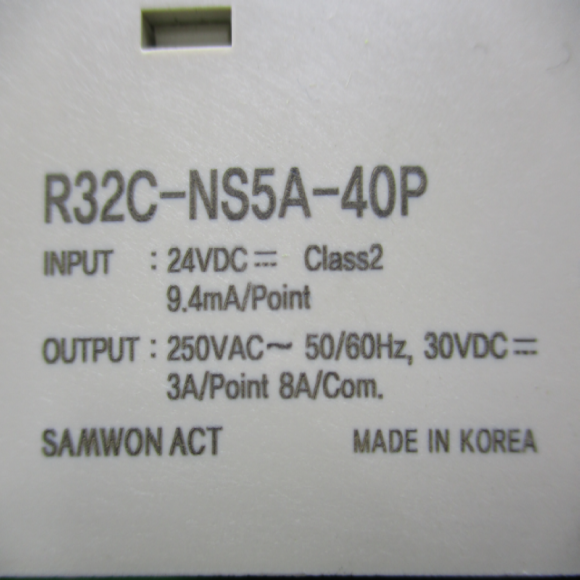 R32C-NS5A-40P
INPUT : 24VDC⎓ Class2
9.4mA/Point
OUTPUT : 250VAC~ 50/60Hz, 30VDC⎓
3A/Point 8A/Com.
SAMWON ACT MADE IN KOREA